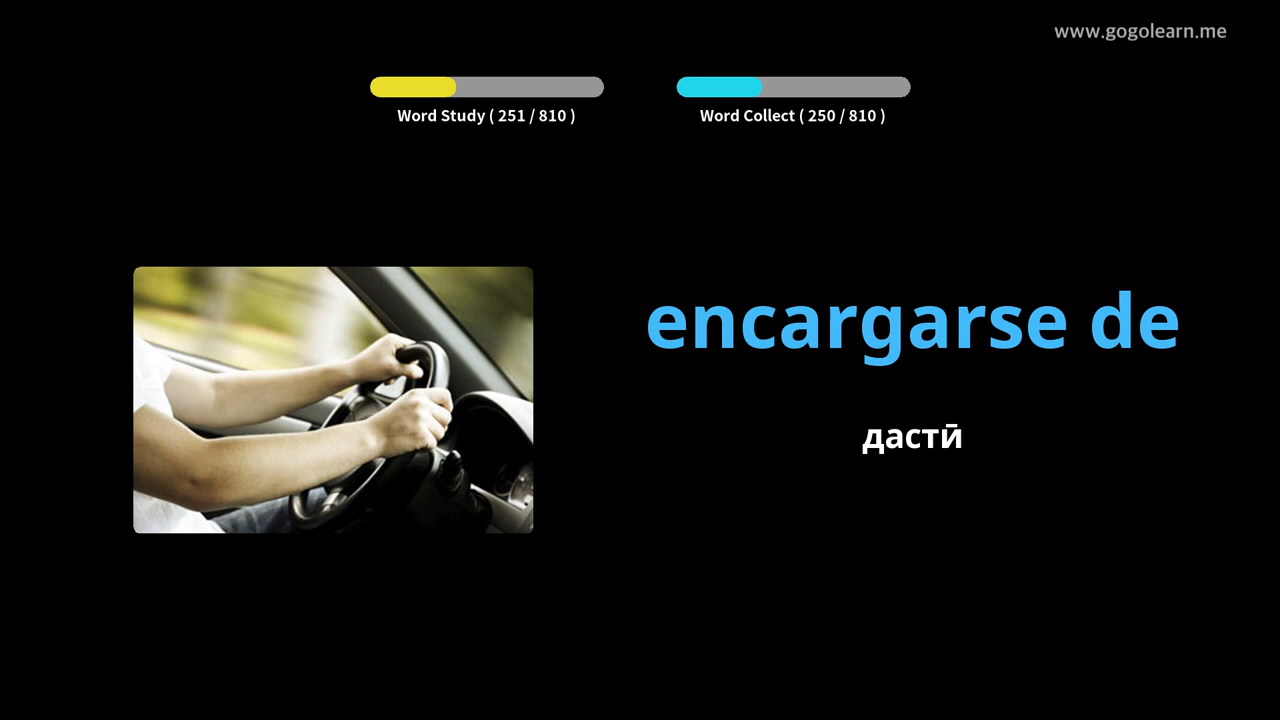 www.gogolearn.me
Word Study ( 251 / 810 )
Word Collect ( 250 / 810 )
encargarse de
дастӣ